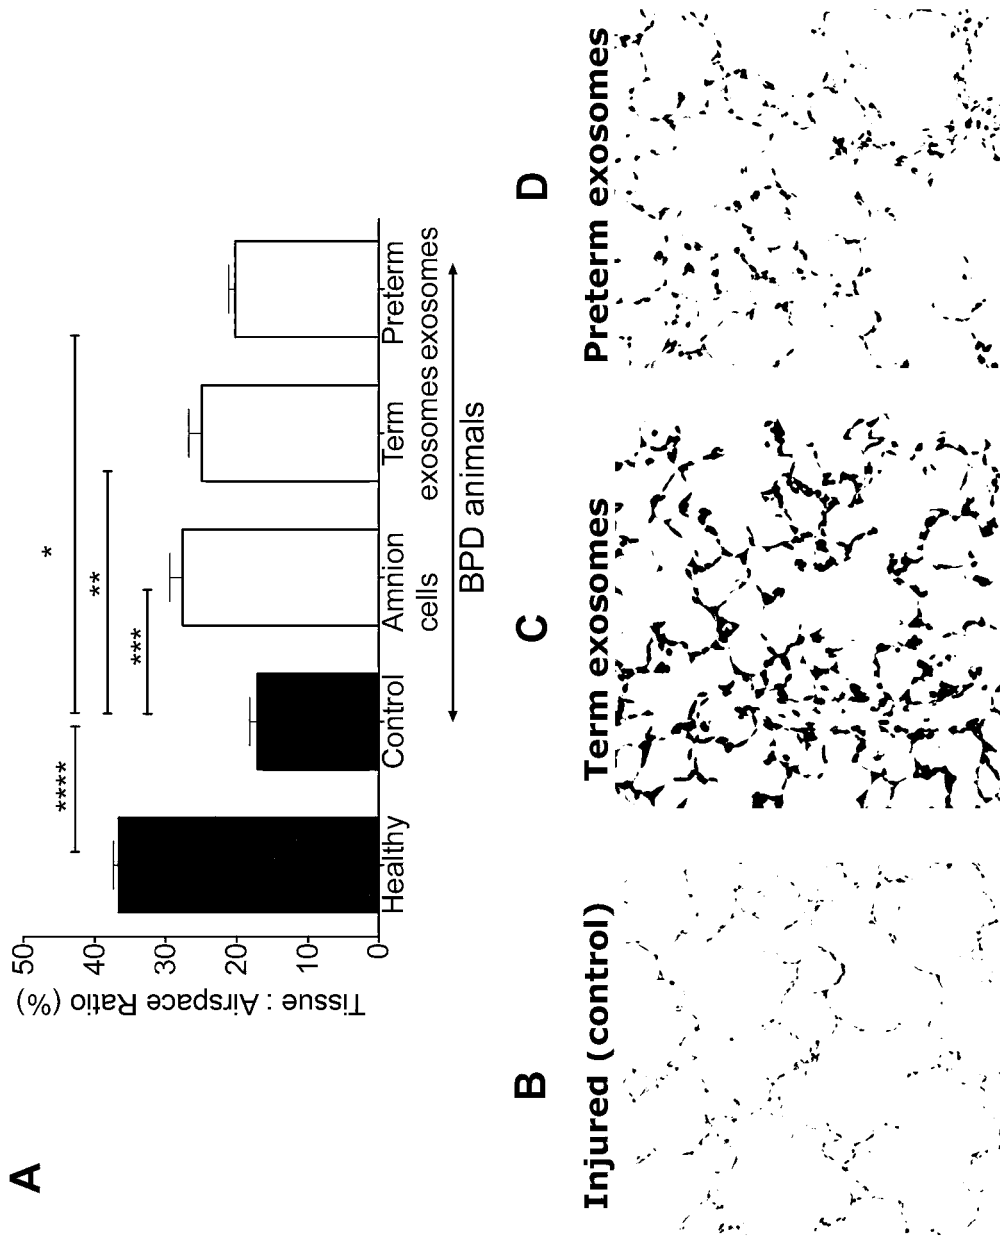 A
Tissue : Airspace Ratio (%)
50
40
30
20
10
0
****
*
**
***
Healthy
Control
Amnion
cells
Term
exosomes
Preterm
exosomes
BPD animals
B
Injured (control)
C
Term exosomes
D
Preterm exosomes